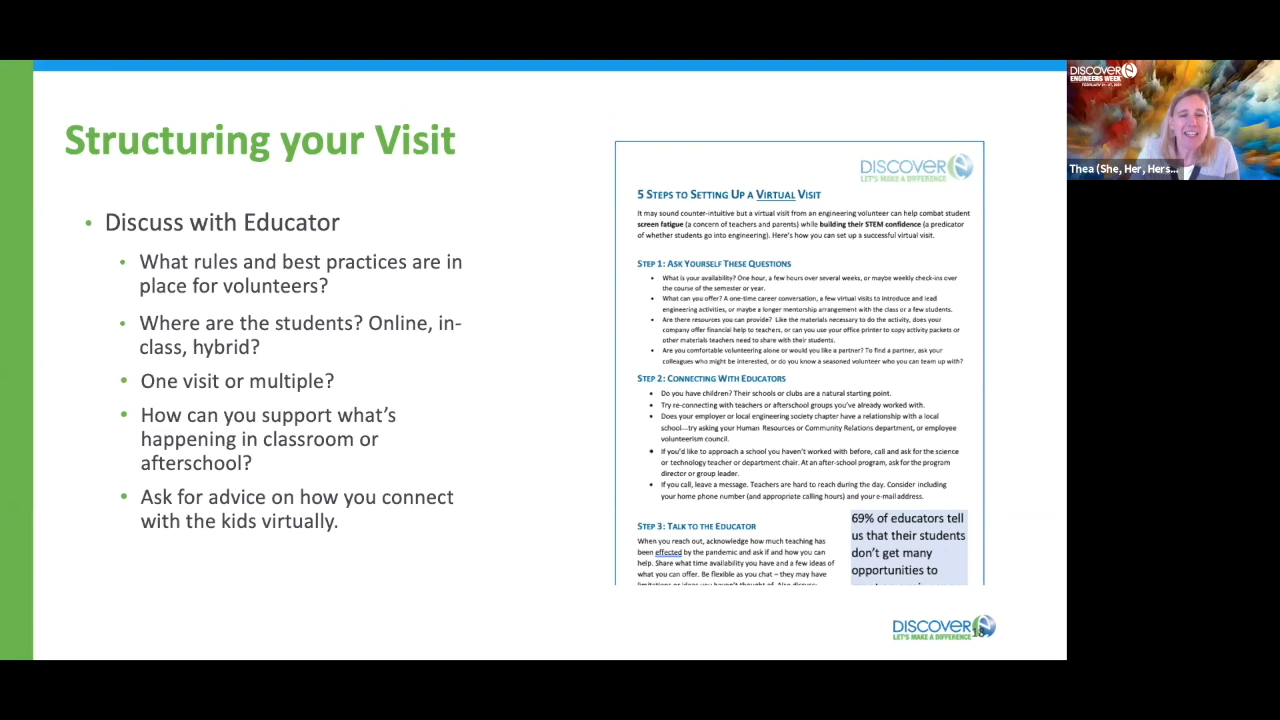 Structuring your Visit
• Discuss with Educator
• What rules and best practices are in
place for volunteers?
• Where are the students? Online, in-
class, hybrid?
• One visit or multiple?
• How can you support what's
happening in classroom or
afterschool?
• Ask for advice on how you connect
with the kids virtually.
DISCOVER
LET'S MAKE A DIFFERENCE
5 STEPS TO SETTING UP A VIRTUAL VISIT
It may sound counter-intuitive but a virtual visit from an engineering volunteer can help combat student
screen fatigue (a concern of teachers and parents) while building their STEM confidence (a predicator
of whether students go into engineering). Here's how you can set up a successful virtual visit.
STEP 1: ASK YOURSELF THESE QUESTIONS
• What is your availability? One hour, a few hours over several weeks, or maybe weekly check-ins over
the course of the semester or year.
• What can you offer? A one-time career conversation, a few virtual visits to introduce and lead
engineering activities, or maybe a longer mentorship arrangement with the class or a few students.
• Are there resources you can provide? Like the materials necessary to do the activity, does your
company offer financial help to teachers, or can you use your office printer to copy activity packets or
other materials teachers need to share with their students.
• Are you comfortable volunteering alone or would you like a partner? To find a partner, ask your
colleagues who might be interested, or do you know a seasoned volunteer who you can team up with?
STEP 2: CONNECTING WITH EDUCATORS
• Do you have children? Their schools or clubs are a natural starting point.
• Try re-connecting with teachers or afterschool groups you've already worked with.
• Does your employer or local engineering society chapter have a relationship with a local
school—try asking your Human Resources or Community Relations department, or employee
volunteerism council.
• If you'd like to approach a school you haven't worked with before, call and ask for the science
or technology teacher or department chair. At an after-school program, ask for the program
director or group leader.
• If you call, leave a message. Teachers are hard to reach during the day. Consider including
your home phone number (and appropriate calling hours) and your e-mail address.
STEP 3: TALK TO THE EDUCATOR
When you reach out, acknowledge how much teaching has
been effected by the pandemic and ask if and how you can
help. Share what time availability you have and a few ideas of
what you can offer. Be flexible as you chat – they may have
limitations or ideas you haven't thought of. Also discuss:
69% of educators tell
us that their students
don't get many
opportunities to
DISCOVER
LET'S MAKE A DIFFERENCE
18
DISCOVER
ENGINEERS WEEK
FEBRUARY 21-27, 2021
Thea (She, Her, Hers...